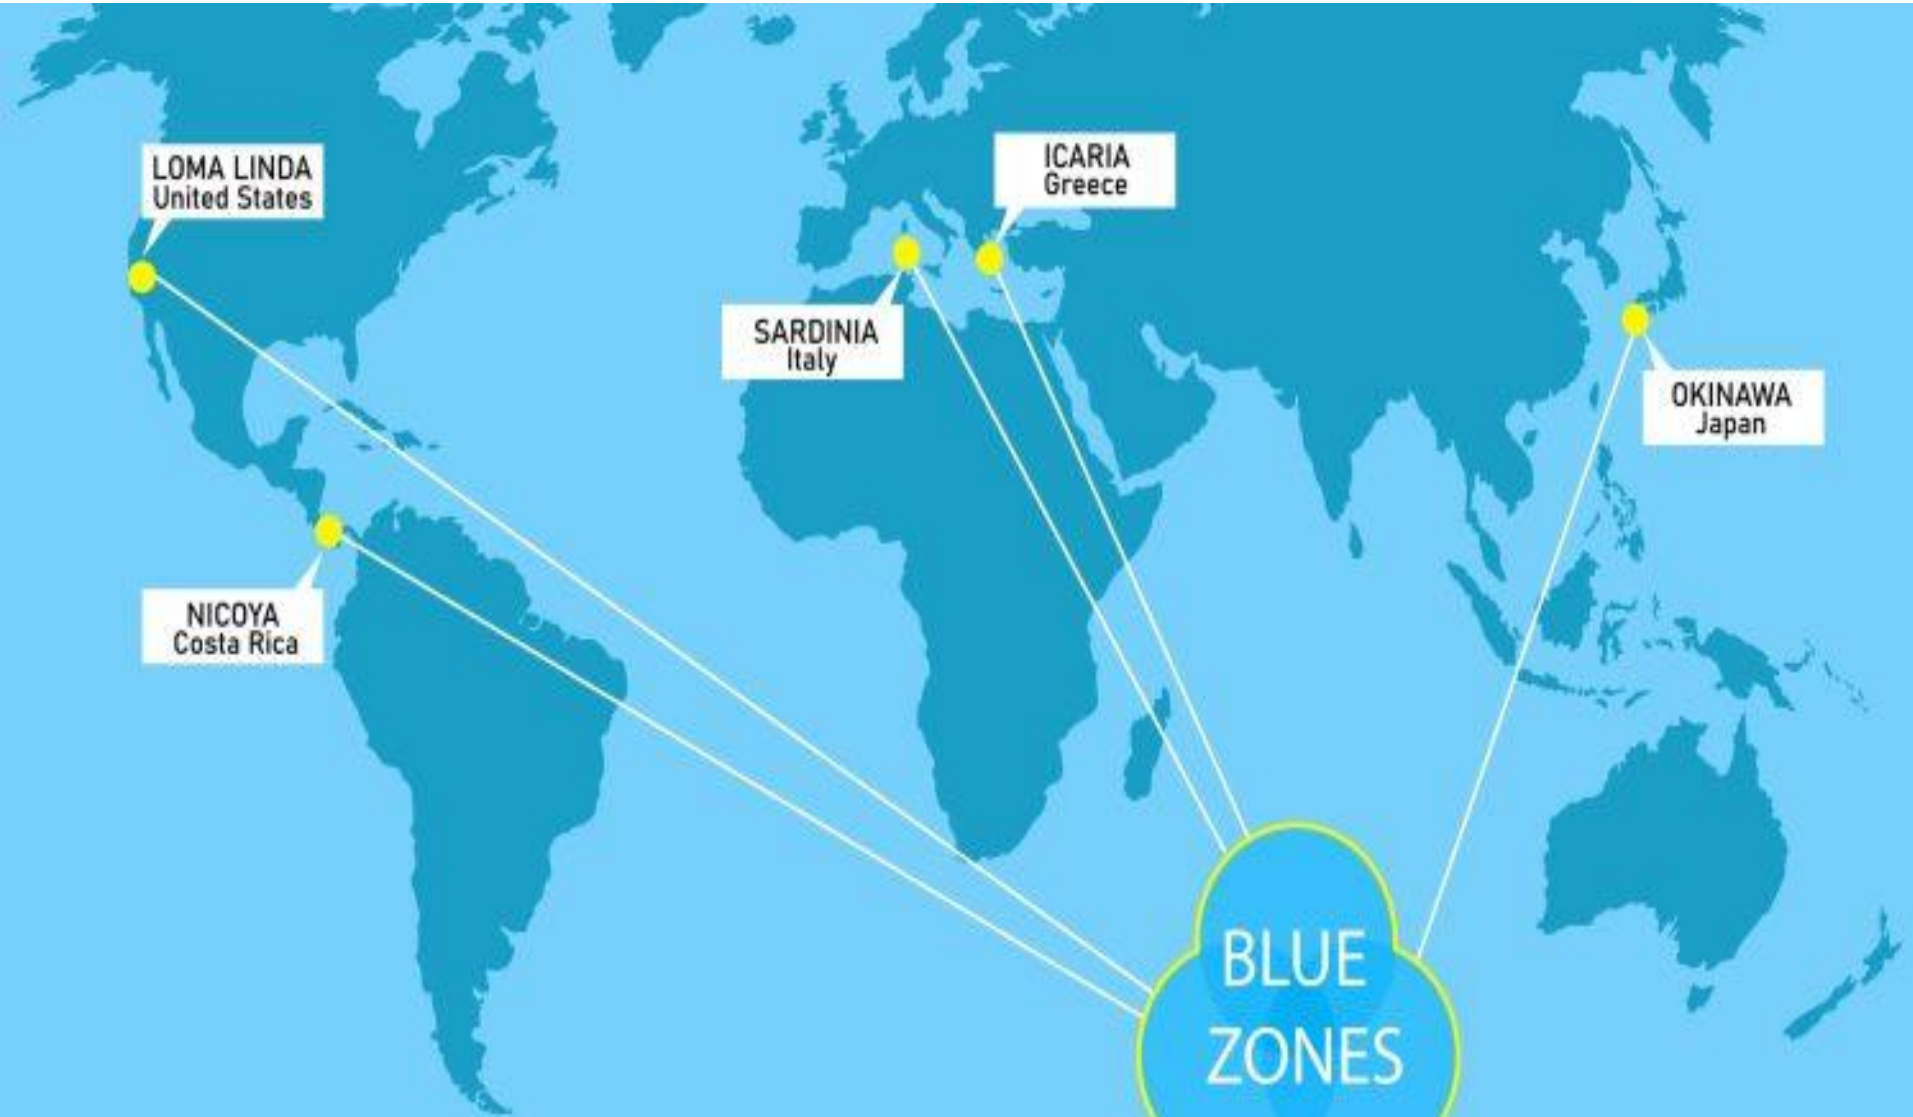 LOMA LINDA
United States
ICARIA
Greece
SARDINIA
Italy
OKINAWA
Japan
NICOYA
Costa Rica
BLUE
ZONES